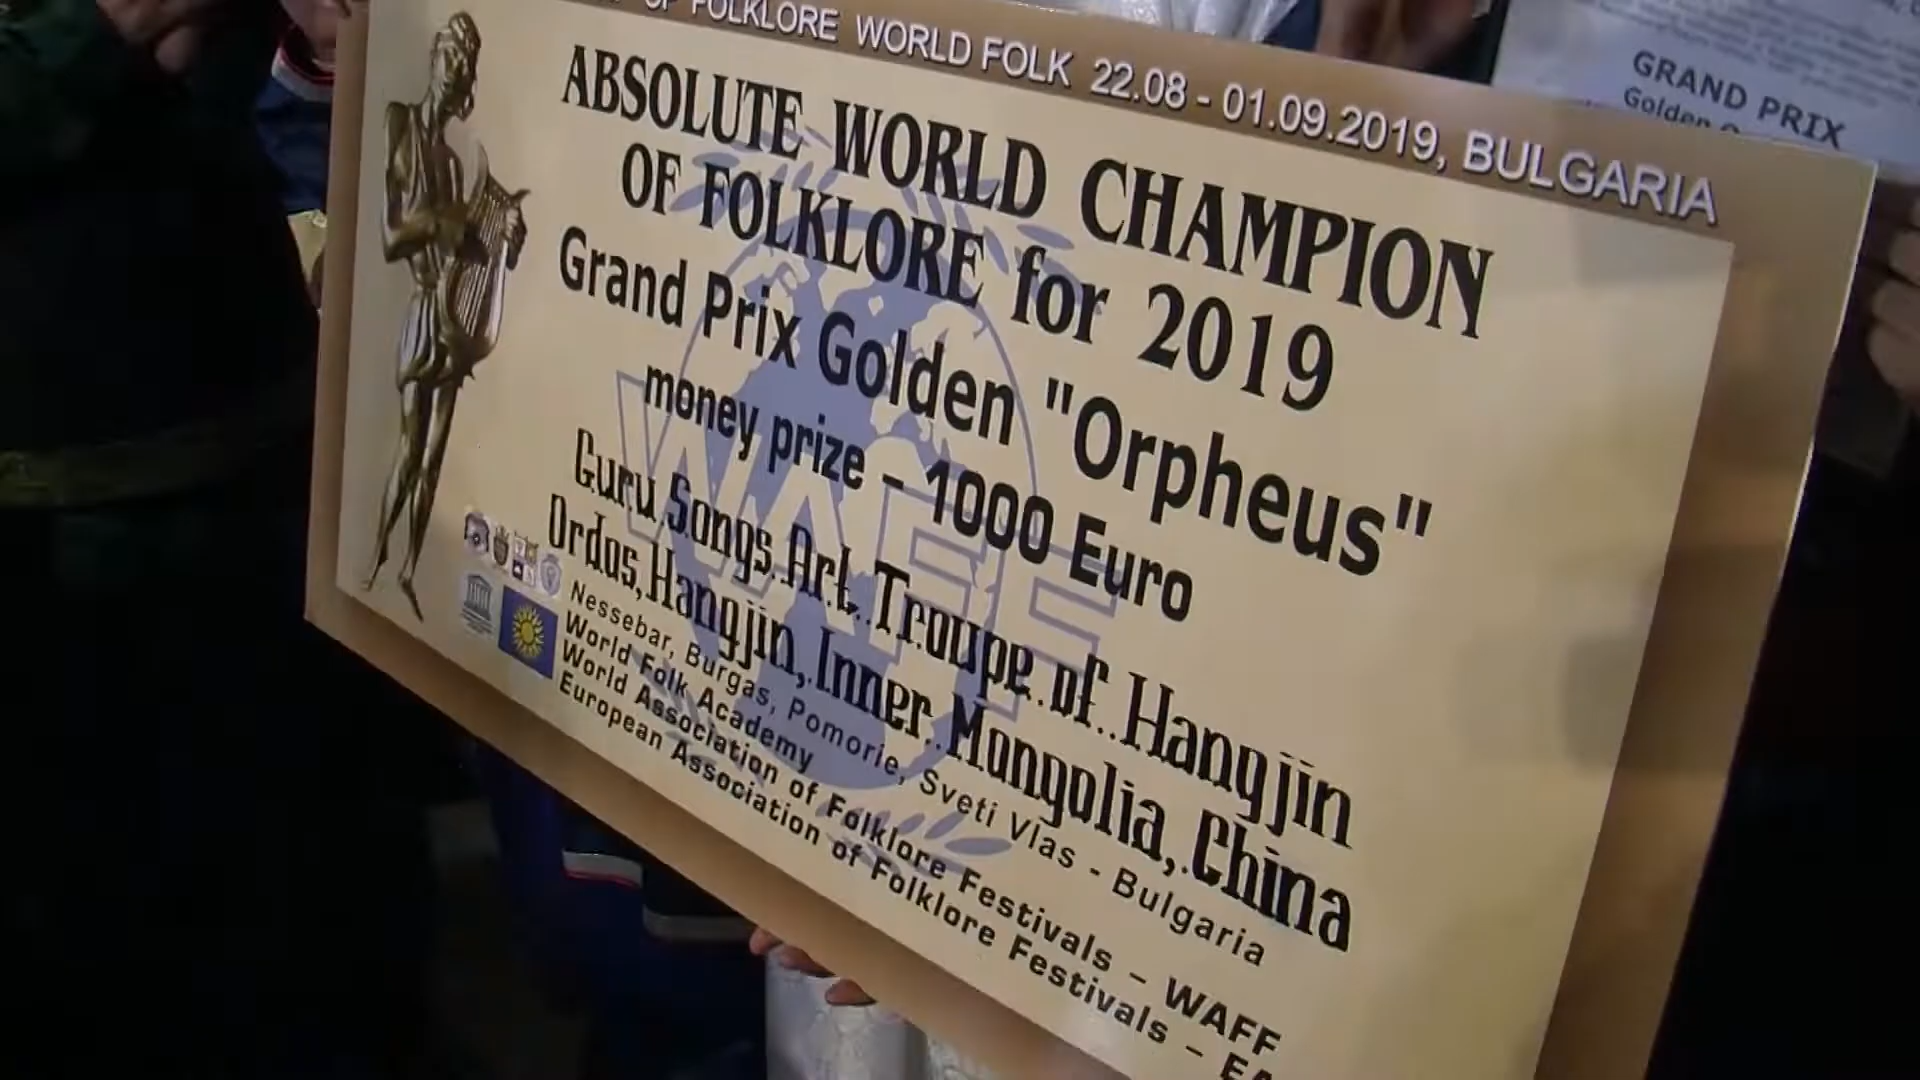 OF FOLKLORE WORLD FOLK 22.08 - 01.09.2019, BULGARIA
ABSOLUTE WORLD CHAMPION
OF FOLKLORE for 2019
Grand Prix Golden "Orpheus"
money prize – 1000 Euro
Guru Songs Art Troupe of Hangjin
Ordos, Hangjin, Inner Mongolia, China
Nessebar, Burgas, Pomorie, Sveti Vlas - Bulgaria
World Folk Academy
World Association of Folklore Festivals – WAFF
European Association of Folklore Festivals –
WAFF
GRAND PRIX
Golden